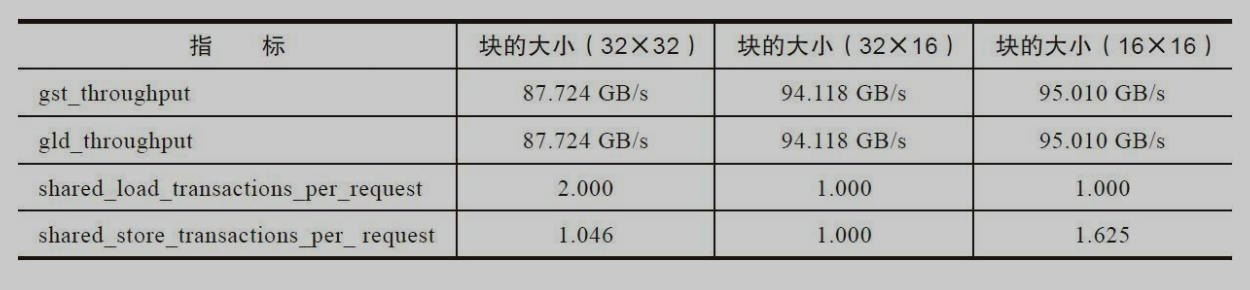 指 标 块的大小（32×32） 块的大小（32×16） 块的大小（16×16）
gst_throughput 87.724 GB/s 94.118 GB/s 95.010 GB/s
gld_throughput 87.724 GB/s 94.118 GB/s 95.010 GB/s
shared_load_transactions_per_request 2.000 1.000 1.000
shared_store_transactions_per_ request 1.046 1.000 1.625